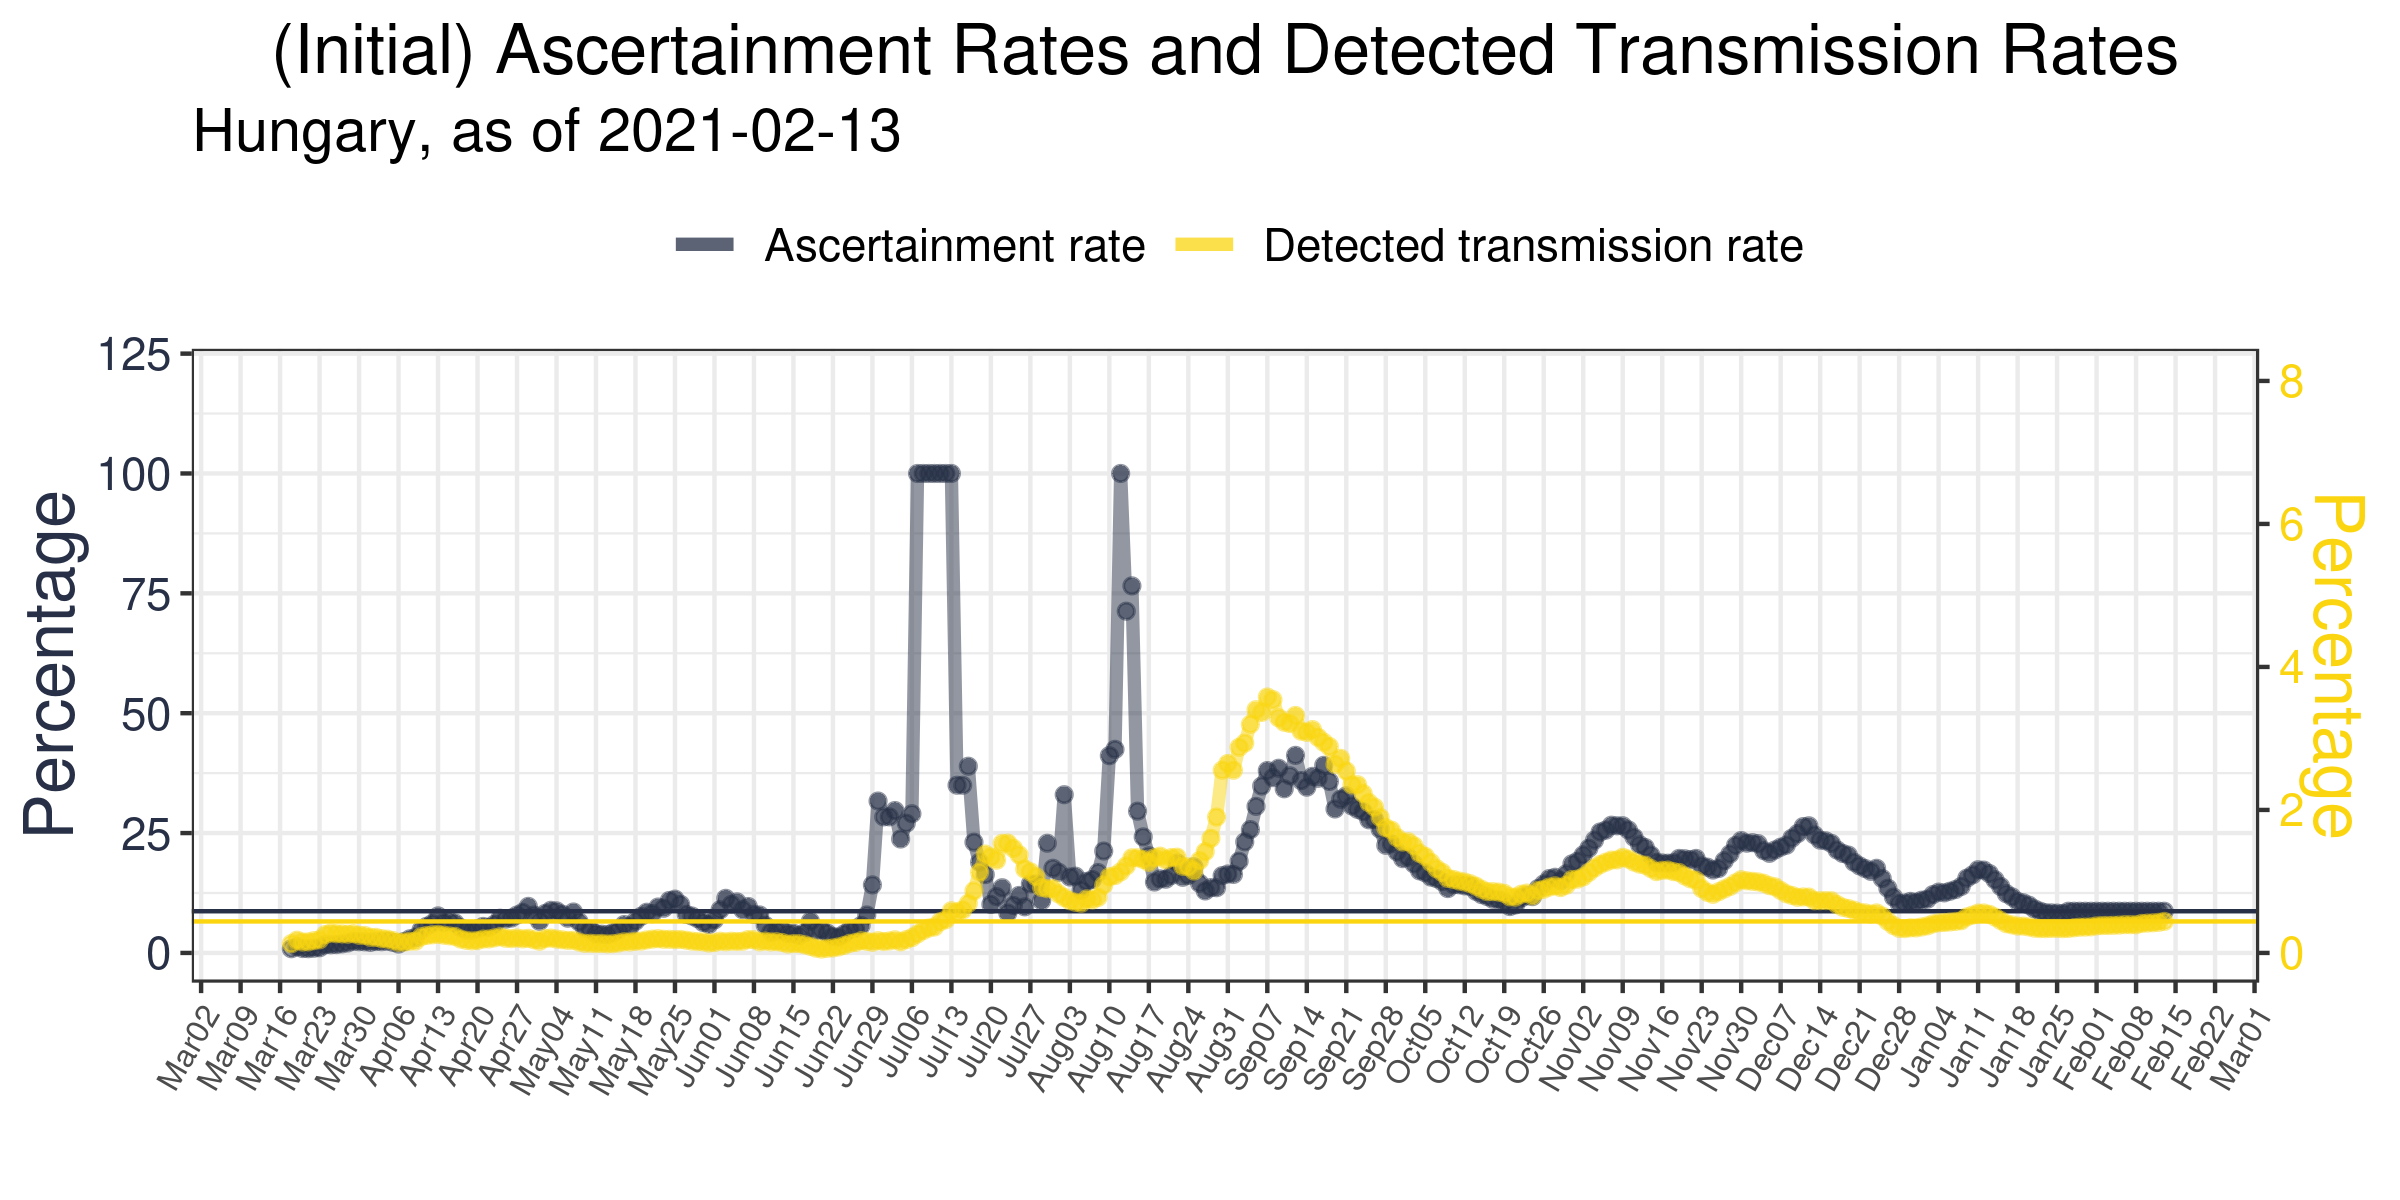 (Initial) Ascertainment Rates and Detected Transmission Rates
Hungary, as of 2021-02-13
Ascertainment rate Detected transmission rate
Percentage
125
100
75
50
25
0
8
6
4
2
0
Percentage
Mar02 Mar09 Mar16 Mar23 Mar30 Apr06 Apr13 Apr20 Apr27 May04 May11 May18 May25 Jun01 Jun08 Jun15 Jun22 Jun29 Jul06 Jul13 Jul20 Jul27 Aug03 Aug10 Aug17 Aug24 Aug31 Sep07 Sep14 Sep21 Sep28 Oct05 Oct12 Oct19 Oct26 Nov02 Nov09 Nov16 Nov23 Nov30 Dec07 Dec14 Dec21 Dec28 Jan04 Jan11 Jan18 Jan25 Feb01 Feb08 Feb15 Feb22 Mar01